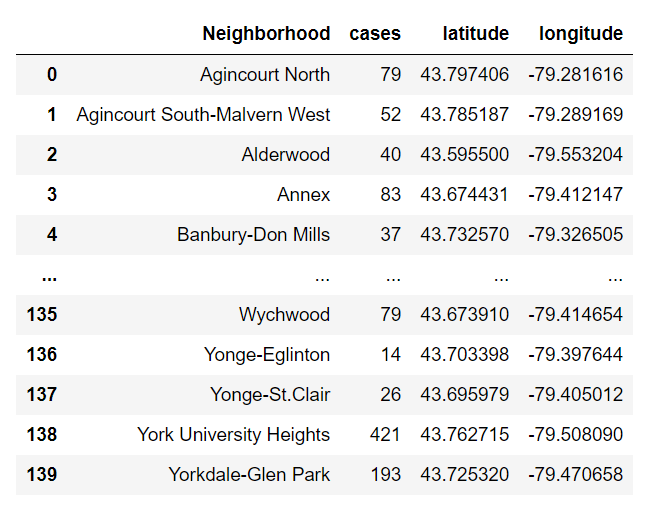 Neighborhood cases latitude longitude
0 Agincourt North 79 43.797406 -79.281616
1 Agincourt South-Malvern West 52 43.785187 -79.289169
2 Alderwood 40 43.595500 -79.553204
3 Annex 83 43.674431 -79.412147
4 Banbury-Don Mills 37 43.732570 -79.326505
... ... ... ... ...
135 Wychwood 79 43.673910 -79.414654
136 Yonge-Eglinton 14 43.703398 -79.397644
137 Yonge-St.Clair 26 43.695979 -79.405012
138 York University Heights 421 43.762715 -79.508090
139 Yorkdale-Glen Park 193 43.725320 -79.470658